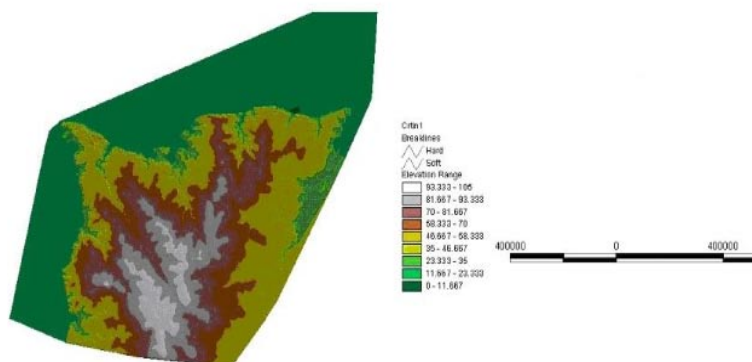 Crtin1
Breaklines
Hard
Soft
Elevation Range
93.333 - 105
81.667 - 93.333
70 - 81.667
58.333 - 70
46.667 - 58.333
35 - 46.667
23.333 - 35
11.667 - 23.333
0 - 11.667
400000 0 400000